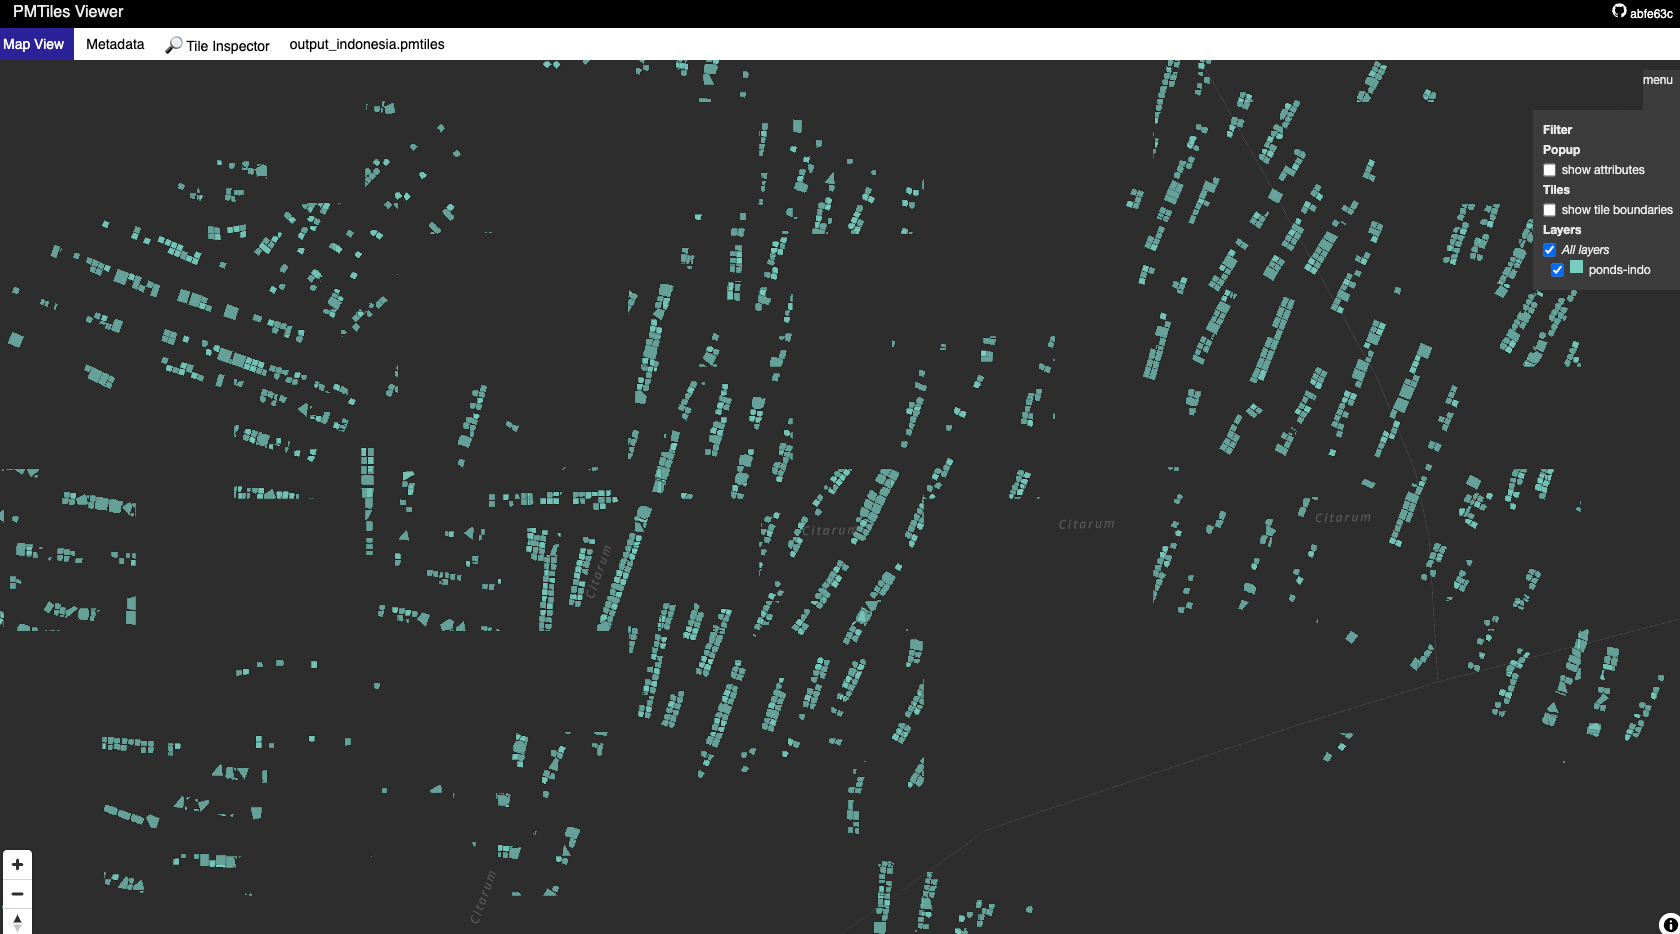 PMTiles Viewer
abfe63c
Map View
Metadata
🔎 Tile Inspector
output_indonesia.pmtiles
menu
Filter
Popup
show attributes
Tiles
show tile boundaries
Layers
All layers
ponds-indo
Citarum
Citarum
Citarum
Citarum
Citarum